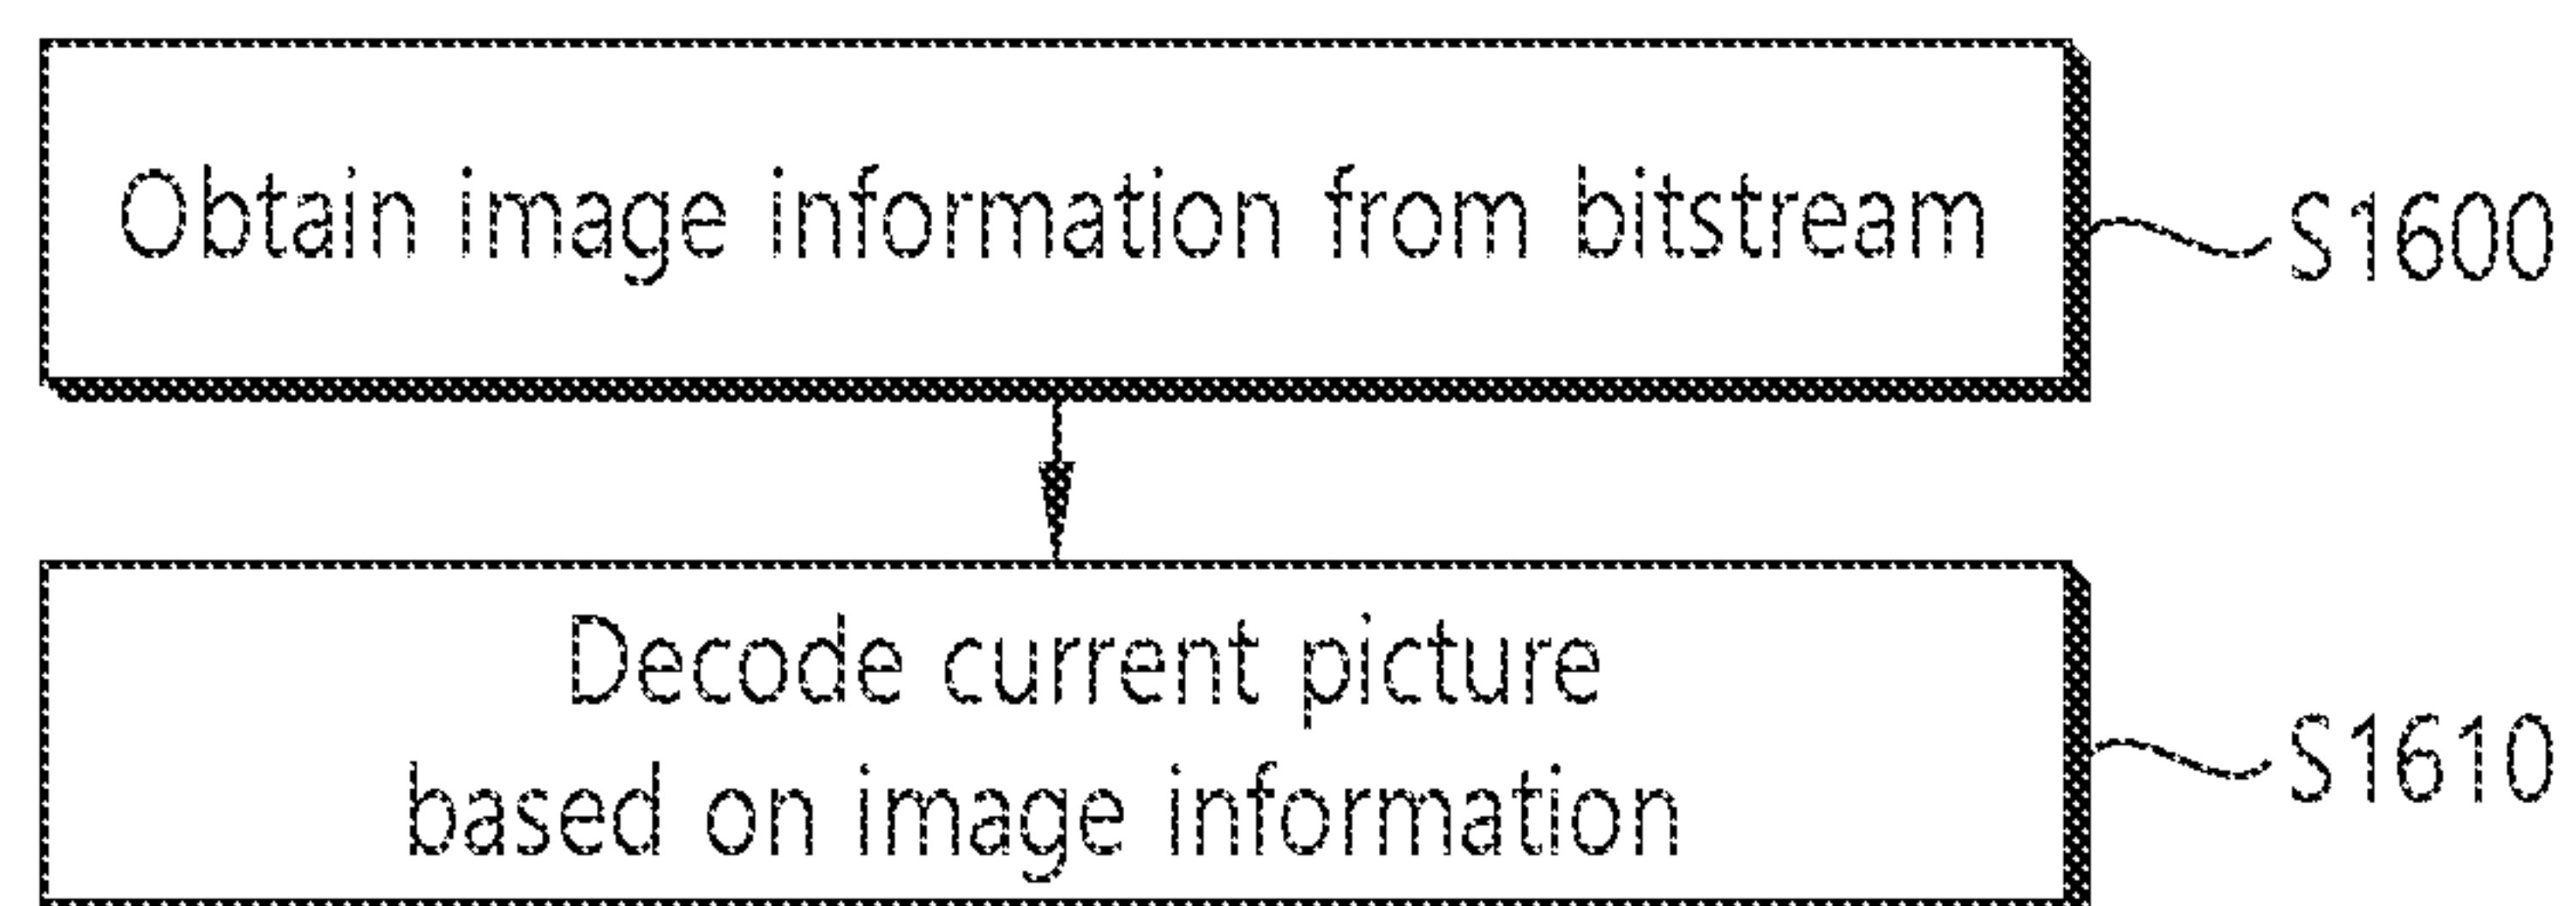 Obtain image information from bitstream
S1600
Decode current picture
based on image information
S1610